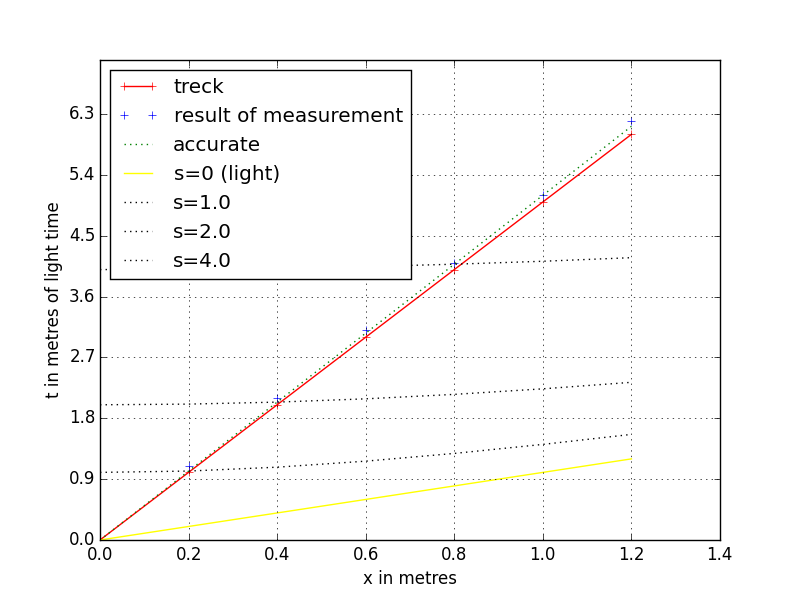 treck
result of measurement
accurate
s=0 (light)
s=1.0
s=2.0
s=4.0
6.3
5.4
4.5
3.6
2.7
1.8
0.9
0.0
t in metres of light time
0.0 0.2 0.4 0.6 0.8 1.0 1.2 1.4
x in metres